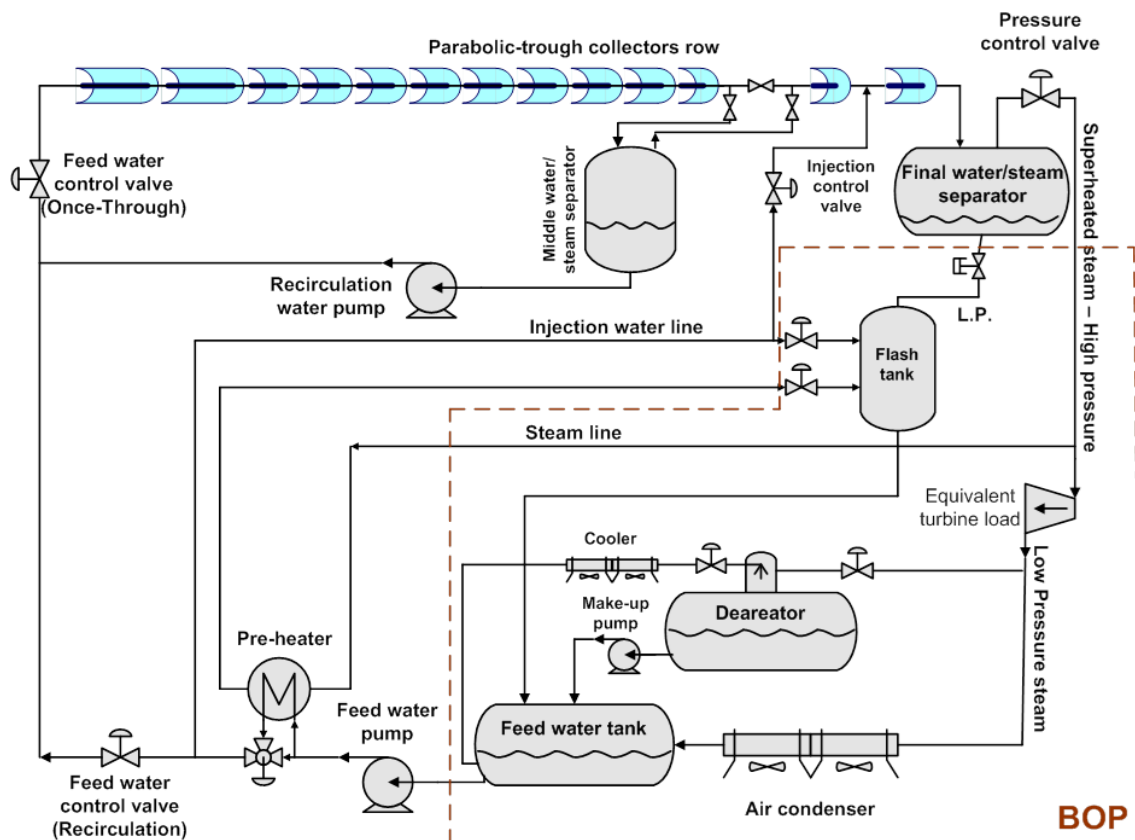 Pressure
control valve
Parabolic-trough collectors row
Feed water
control valve
(Once-Through)
Middle water/
steam separator
Injection
control
valve
Final water/steam
separator
Superheated steam – High pressure
Recirculation
water pump
L.P.
Injection water line
Flash
tank
Steam line
Equivalent
turbine load
Cooler
Low Pressure steam
Make-up
pump
Deareator
Pre-heater
Feed water
pump
Feed water tank
Feed water
control valve
(Recirculation)
Air condenser
BOP